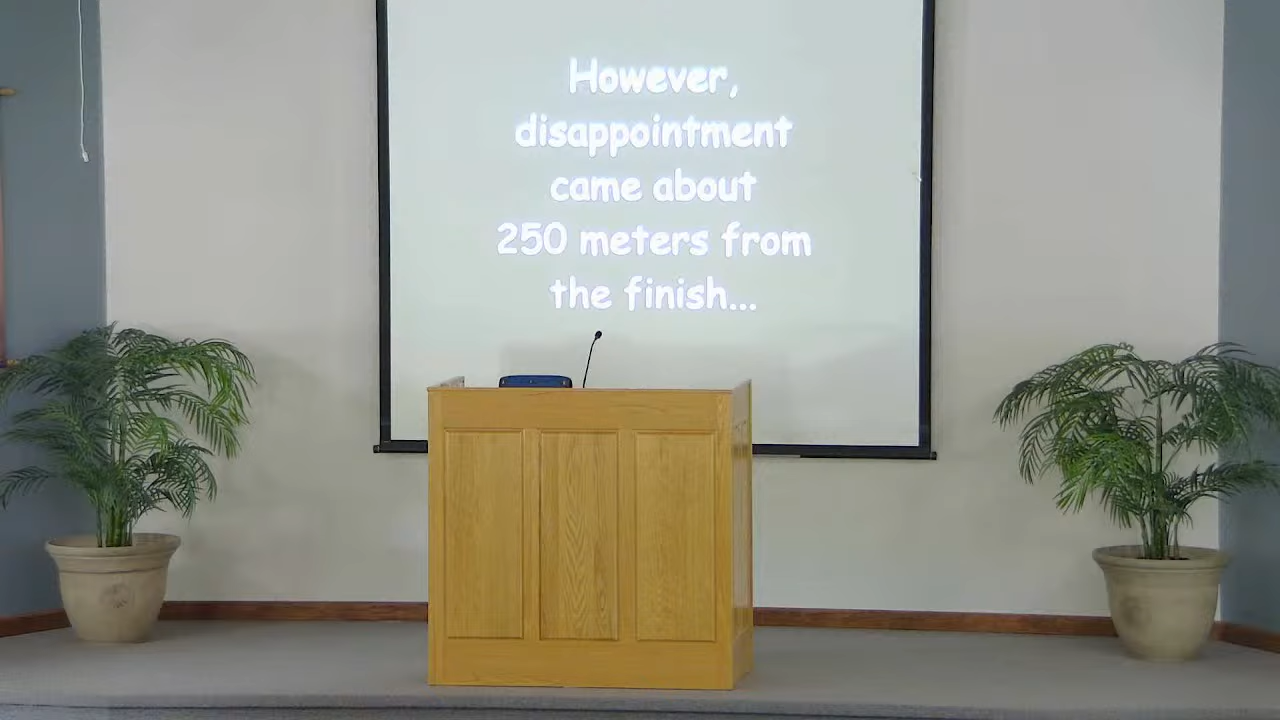 However,
disappointment
came about
250 meters from
the finish...